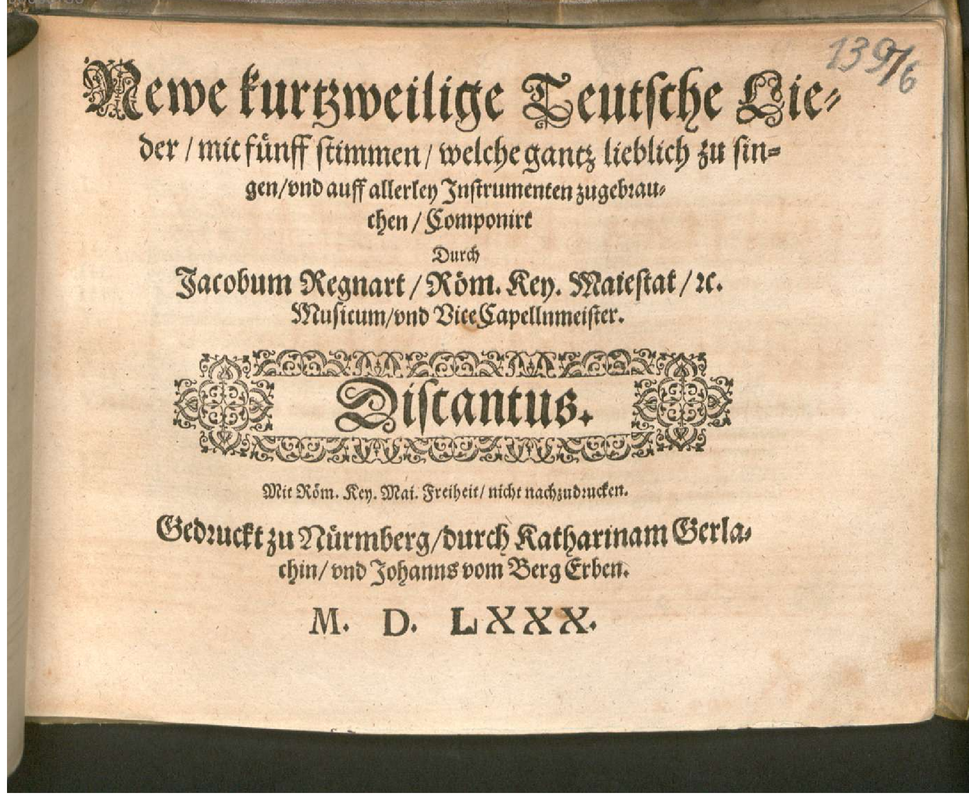 1397/6
Newe kurtzweilige Teutsche Lie⸗
der / mit fünff stimmen / welche gantz lieblich zu sin⸗
gen/vnd auff allerley Instrumenten zugebrau⸗
chen / Componirt
Durch
Jacobum Regnart / Röm. Key. Maiestat / ꝛc.
Musicum/vnd ViceCapellnmeister.
Discantus.
Mit Röm. Key. Mai. Freiheit/ nicht nachzudrucken.
Gedruckt zu Nürmberg/durch Katharinam Gerla⸗
chin/ vnd Johanns vom Berg Erben.
M. D. LXXX.